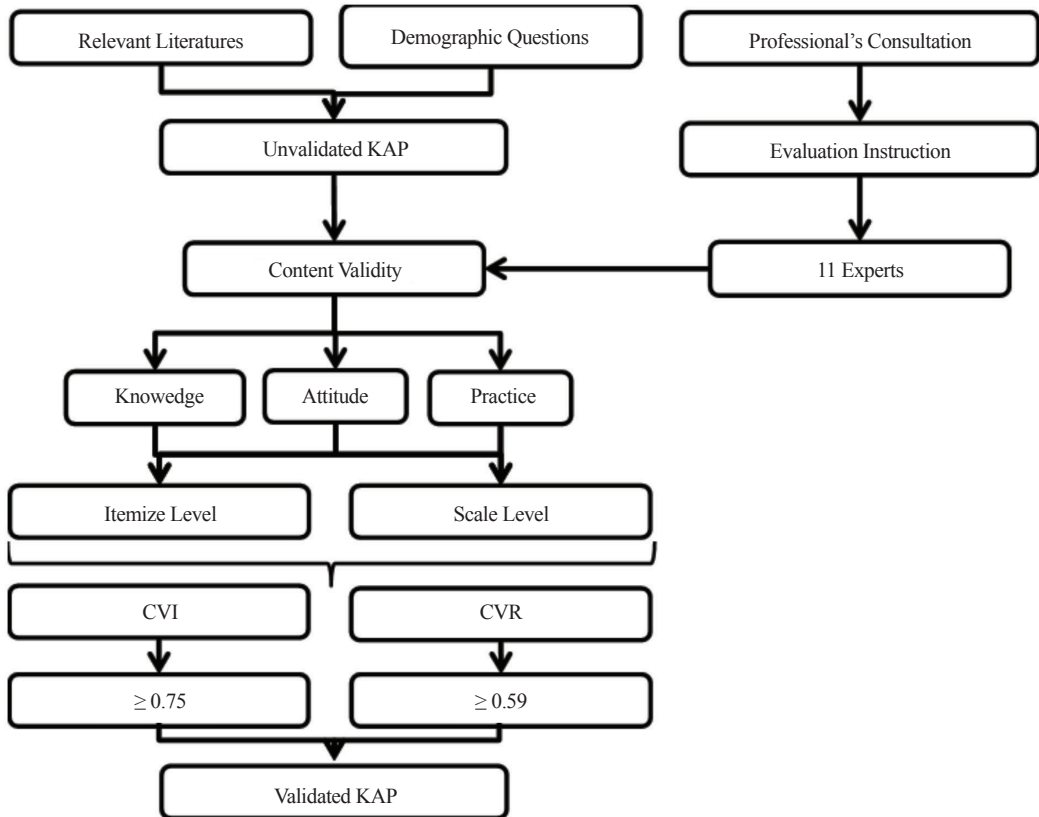 Relevant Literatures
Demographic Questions
Professional's Consultation
Unvalidated KAP
Evaluation Instruction
Content Validity
11 Experts
Knowedge
Attitude
Practice
Itemize Level
Scale Level
CVI
CVR
≥ 0.75
≥ 0.59
Validated KAP